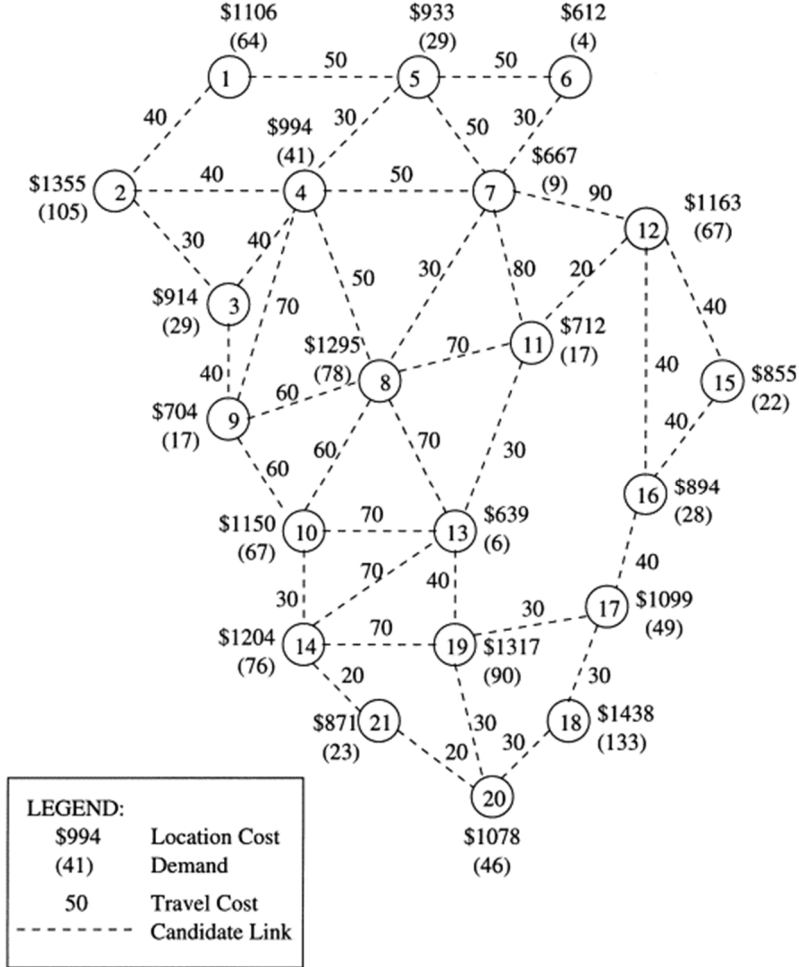 $1106 $933 $612
(64) (29) (4)
50 50
1 5 6
40 $994 30 50 30
(41) $667
$1355 40 50 (9) 90 $1163
(105) 2 4 7 12 (67)
30 40 50 30 80 20
$914 3 70 40
(29) $1295 70 11 $712
40 (78) 8 (17) 40 15 $855
$704 9 60 (22)
(17) 60 60 70 30 40
16 $894
(28)
$1150 10 70 13 $639
(67) (6)
30 70 40 40
17 $1099
30 (49)
$1204 14 70 19 $1317
(76) (90)
20 30
$871 21 30 18 $1438
(23) 20 30 (133)
20
$1078
(46)
LEGEND:
$994 Location Cost
(41) Demand
50 Travel Cost
Candidate Link